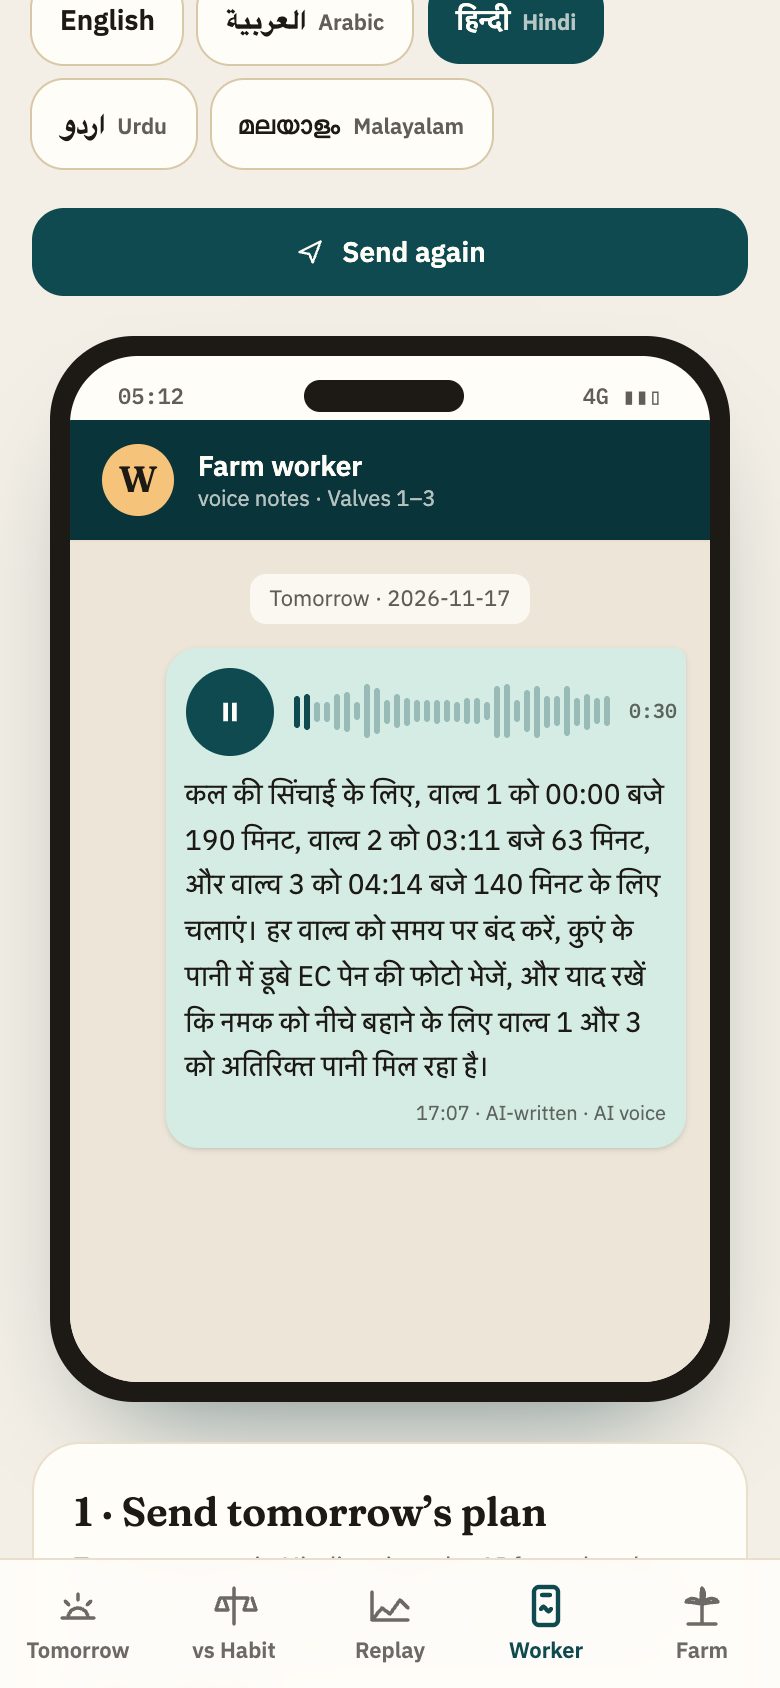 English
العربية Arabic
हिन्दी Hindi
اردو Urdu
മലയാളം Malayalam
Send again
05:12
4G
W
Farm worker
voice notes · Valves 1–3
Tomorrow · 2026-11-17
0:30
कल की सिंचाई के लिए, वाल्व 1 को 00:00 बजे
190 मिनट, वाल्व 2 को 03:11 बजे 63 मिनट,
और वाल्व 3 को 04:14 बजे 140 मिनट के लिए
चलाएं। हर वाल्व को समय पर बंद करें, कुएं के
पानी में डूबे EC पेन की फोटो भेजें, और याद रखें
कि नमक को नीचे बहाने के लिए वाल्व 1 और 3
को अतिरिक्त पानी मिल रहा है।
17:07 · AI-written · AI voice
1 · Send tomorrow’s plan
Tomorrow
vs Habit
Replay
Worker
Farm